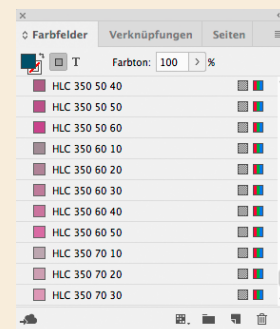 Farbfelder Verknüpfungen Seiten
T Farbton: 100 > %
HLC 350 50 40
HLC 350 50 50
HLC 350 50 60
HLC 350 60 10
HLC 350 60 20
HLC 350 60 30
HLC 350 60 40
HLC 350 60 50
HLC 350 70 10
HLC 350 70 20
HLC 350 70 30